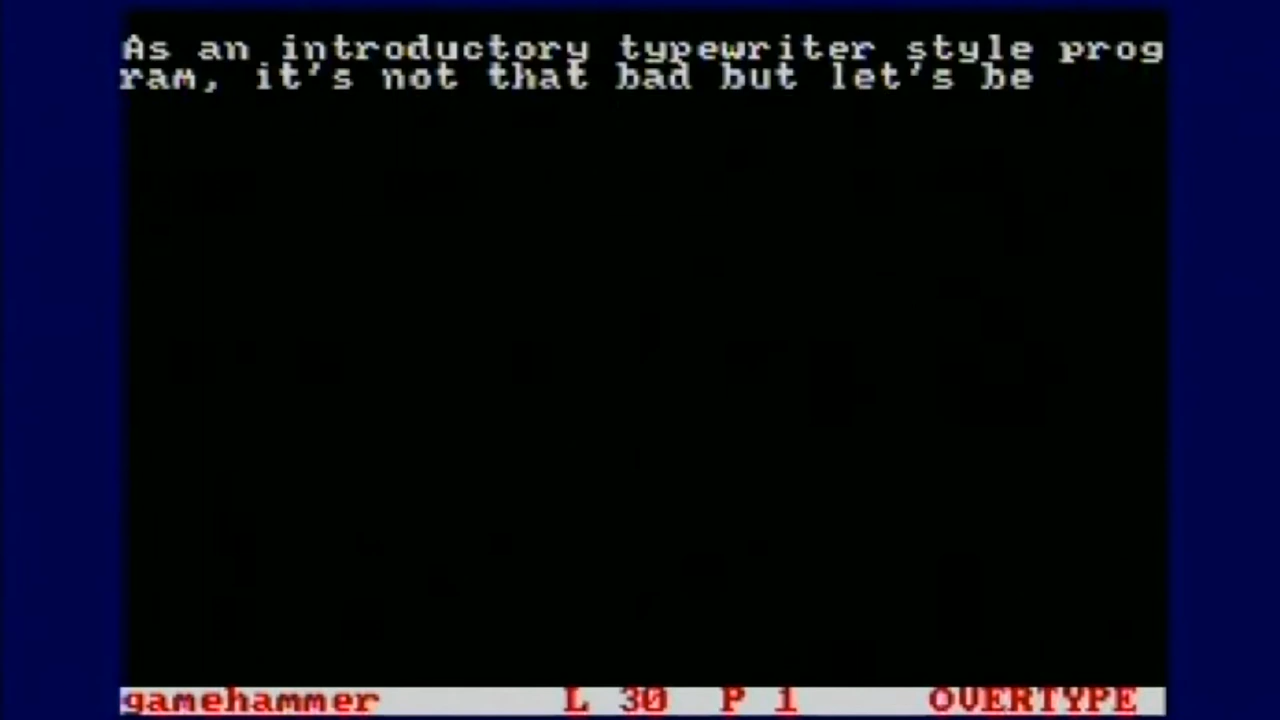 As an introductory typewriter style prog
ram, it's not that bad but let's be
gamehammer L 30 P 1 OVERTYPE